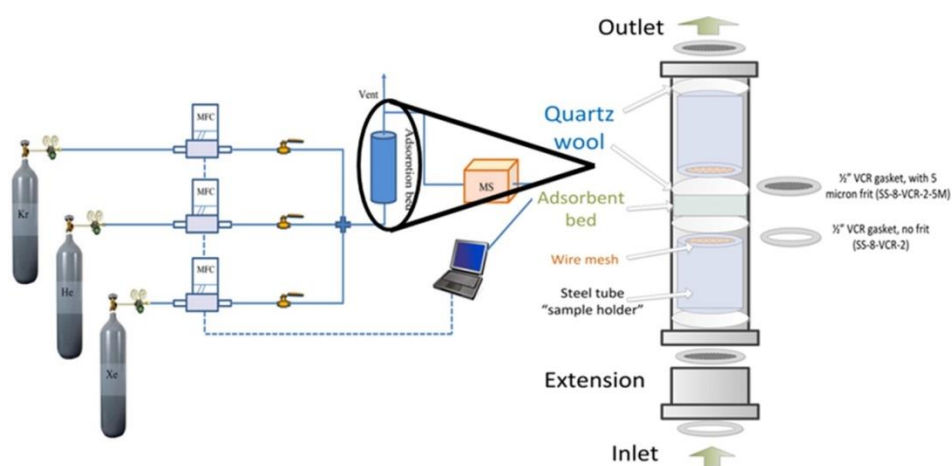 Kr
He
Xe
MFC
MFC
MFC
Vent
Adsorption bed
MS
Outlet
Quartz
wool
Adsorbent
bed
Wire mesh
Steel tube
“sample holder”
Extension
Inlet
½” VCR gasket, with 5
micron frit (SS-8-VCR-2-5M)
½” VCR gasket, no frit
(SS-8-VCR-2)